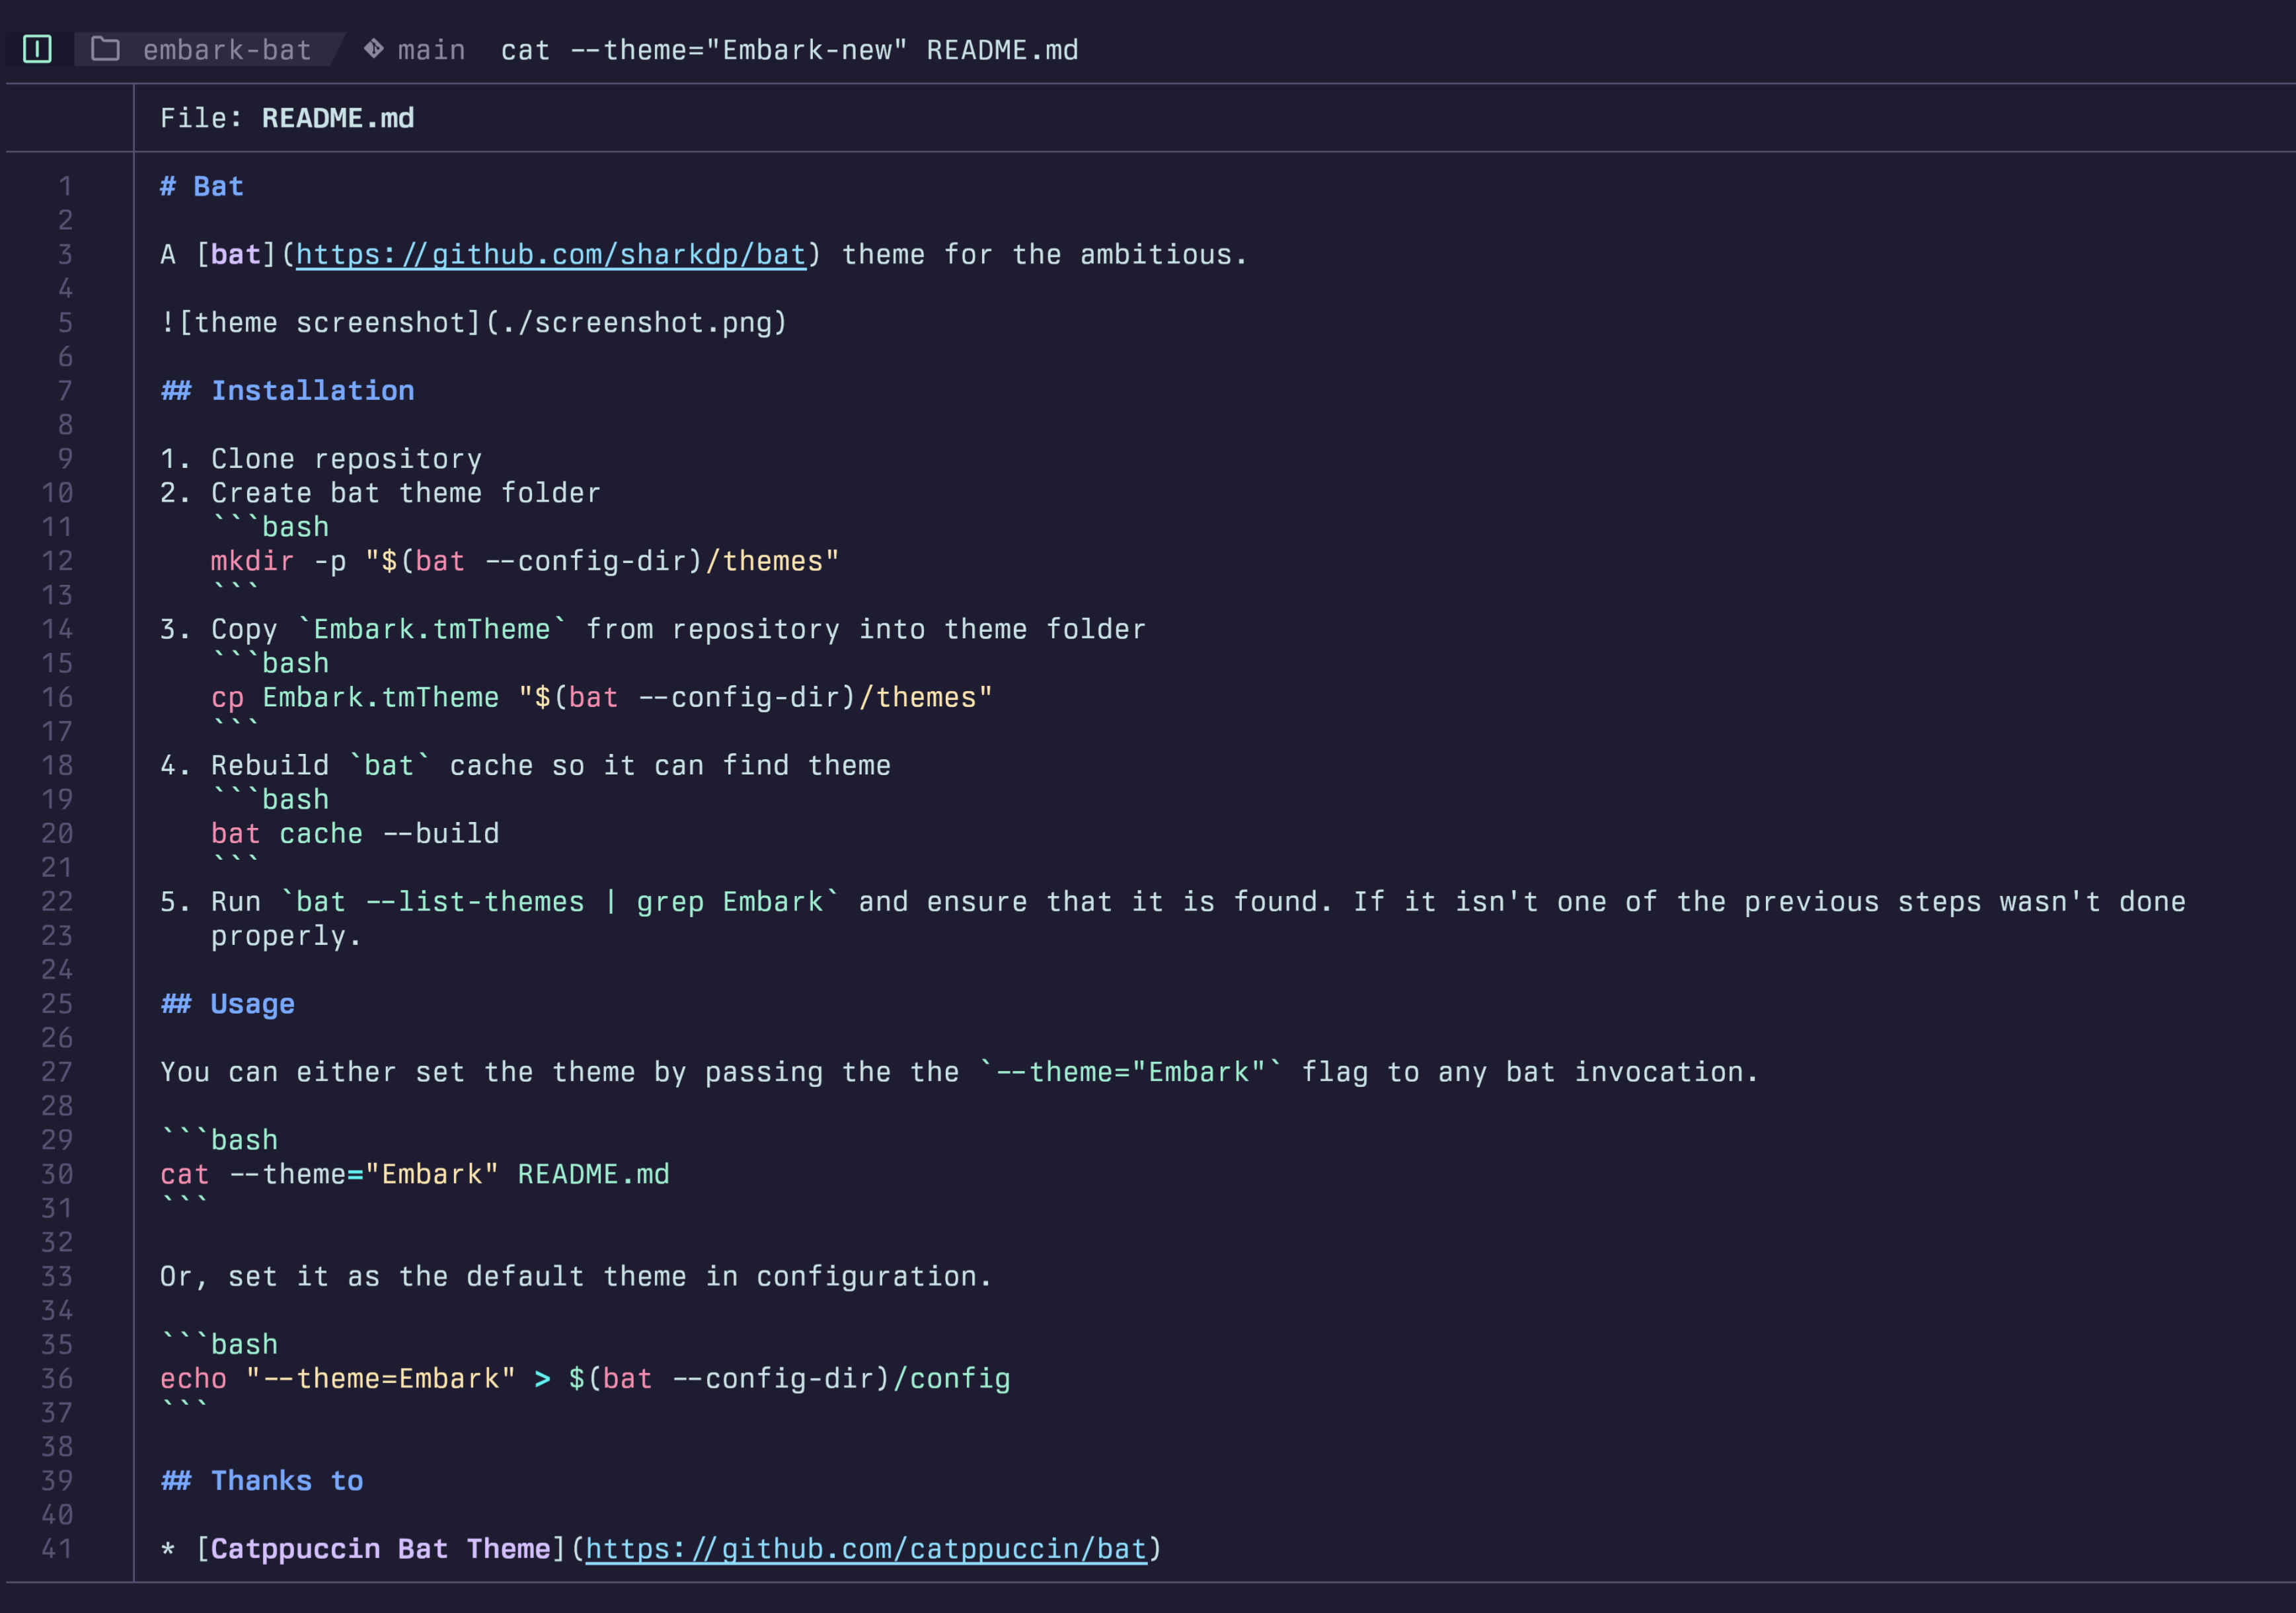 embark-bat main cat --theme="Embark-new" README.md
File: README.md
1 # Bat
2
3 A [bat](https://github.com/sharkdp/bat) theme for the ambitious.
4
5 ![theme screenshot](./screenshot.png)
6
7 ## Installation
8
9 1. Clone repository
10 2. Create bat theme folder
11    ```bash
12    mkdir -p "$(bat --config-dir)/themes"
13    ```
14 3. Copy `Embark.tmTheme` from repository into theme folder
15    ```bash
16    cp Embark.tmTheme "$(bat --config-dir)/themes"
17    ```
18 4. Rebuild `bat` cache so it can find theme
19    ```bash
20    bat cache --build
21    ```
22 5. Run `bat --list-themes | grep Embark` and ensure that it is found. If it isn't one of the previous steps wasn't done
23    properly.
24
25 ## Usage
26
27 You can either set the theme by passing the the `--theme="Embark"` flag to any bat invocation.
28
29 ```bash
30 cat --theme="Embark" README.md
31 ```
32
33 Or, set it as the default theme in configuration.
34
35 ```bash
36 echo "--theme=Embark" > $(bat --config-dir)/config
37 ```
38
39 ## Thanks to
40
41 * [Catppuccin Bat Theme](https://github.com/catppuccin/bat)